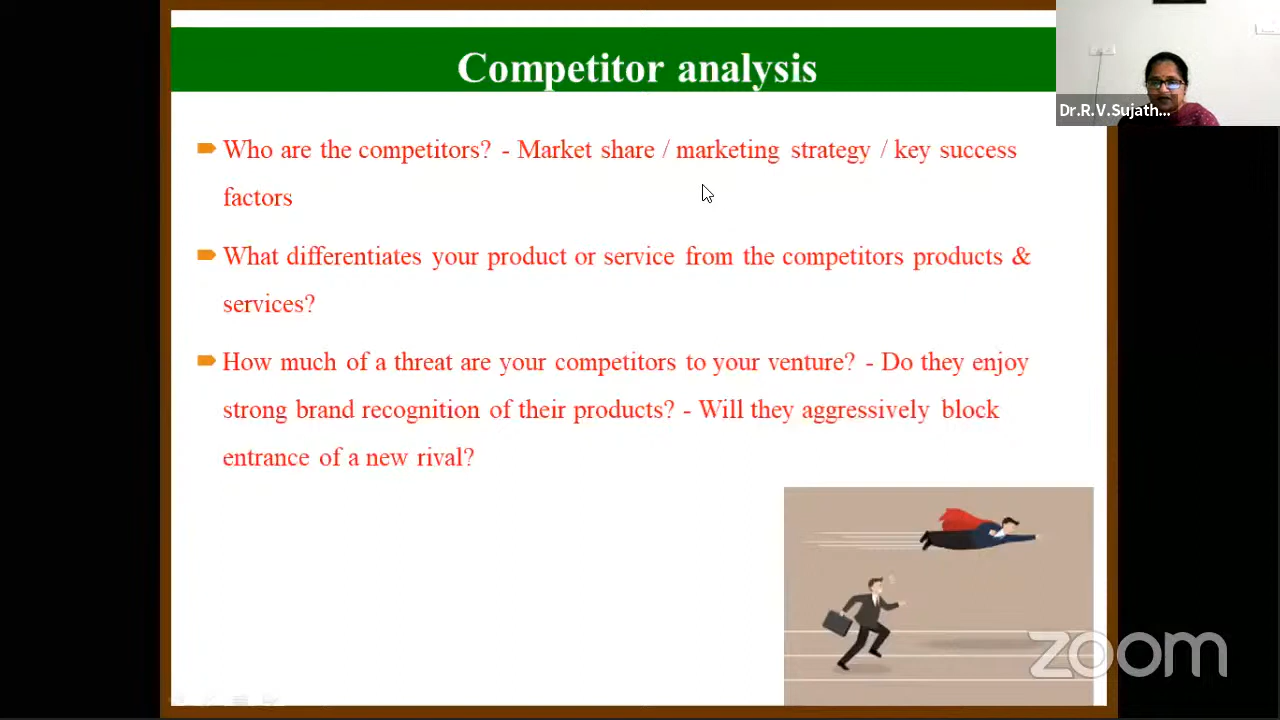 Competitor analysis
Dr.R.V.Sujath...
Who are the competitors? - Market share / marketing strategy / key success
factors
What differentiates your product or service from the competitors products &
services?
How much of a threat are your competitors to your venture? - Do they enjoy
strong brand recognition of their products? - Will they aggressively block
entrance of a new rival?
zoom